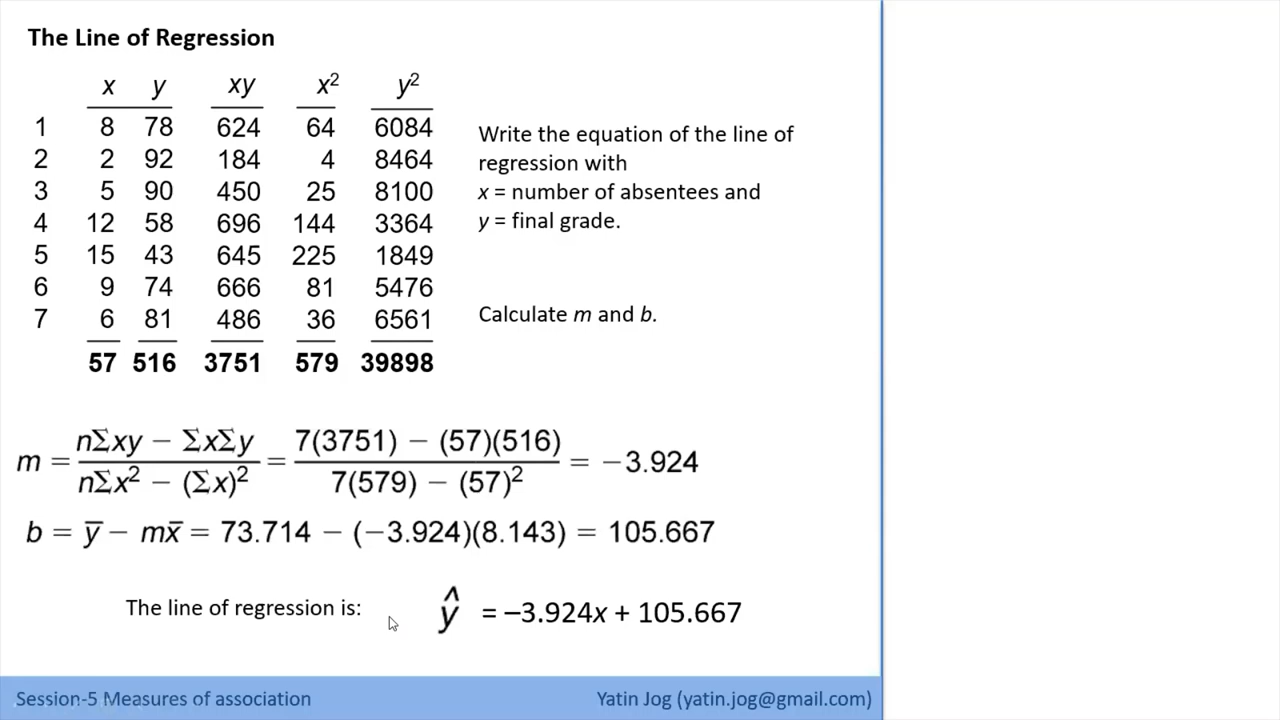 The Line of Regression
x y xy x² y²
1 8 78 624 64 6084
2 2 92 184 4 8464
3 5 90 450 25 8100
4 12 58 696 144 3364
5 15 43 645 225 1849
6 9 74 666 81 5476
7 6 81 486 36 6561
57 516 3751 579 39898
Write the equation of the line of
regression with
x = number of absentees and
y = final grade.
Calculate m and b.
m = (nΣxy − ΣxΣy) / (nΣx² − (Σx)²) = (7(3751) − (57)(516)) / (7(579) − (57)²) = −3.924
b = y̅ − mx̅ = 73.714 − (−3.924)(8.143) = 105.667
The line of regression is: ŷ = –3.924x + 105.667
Session-5 Measures of association Yatin Jog (yatin.jog@gmail.com)